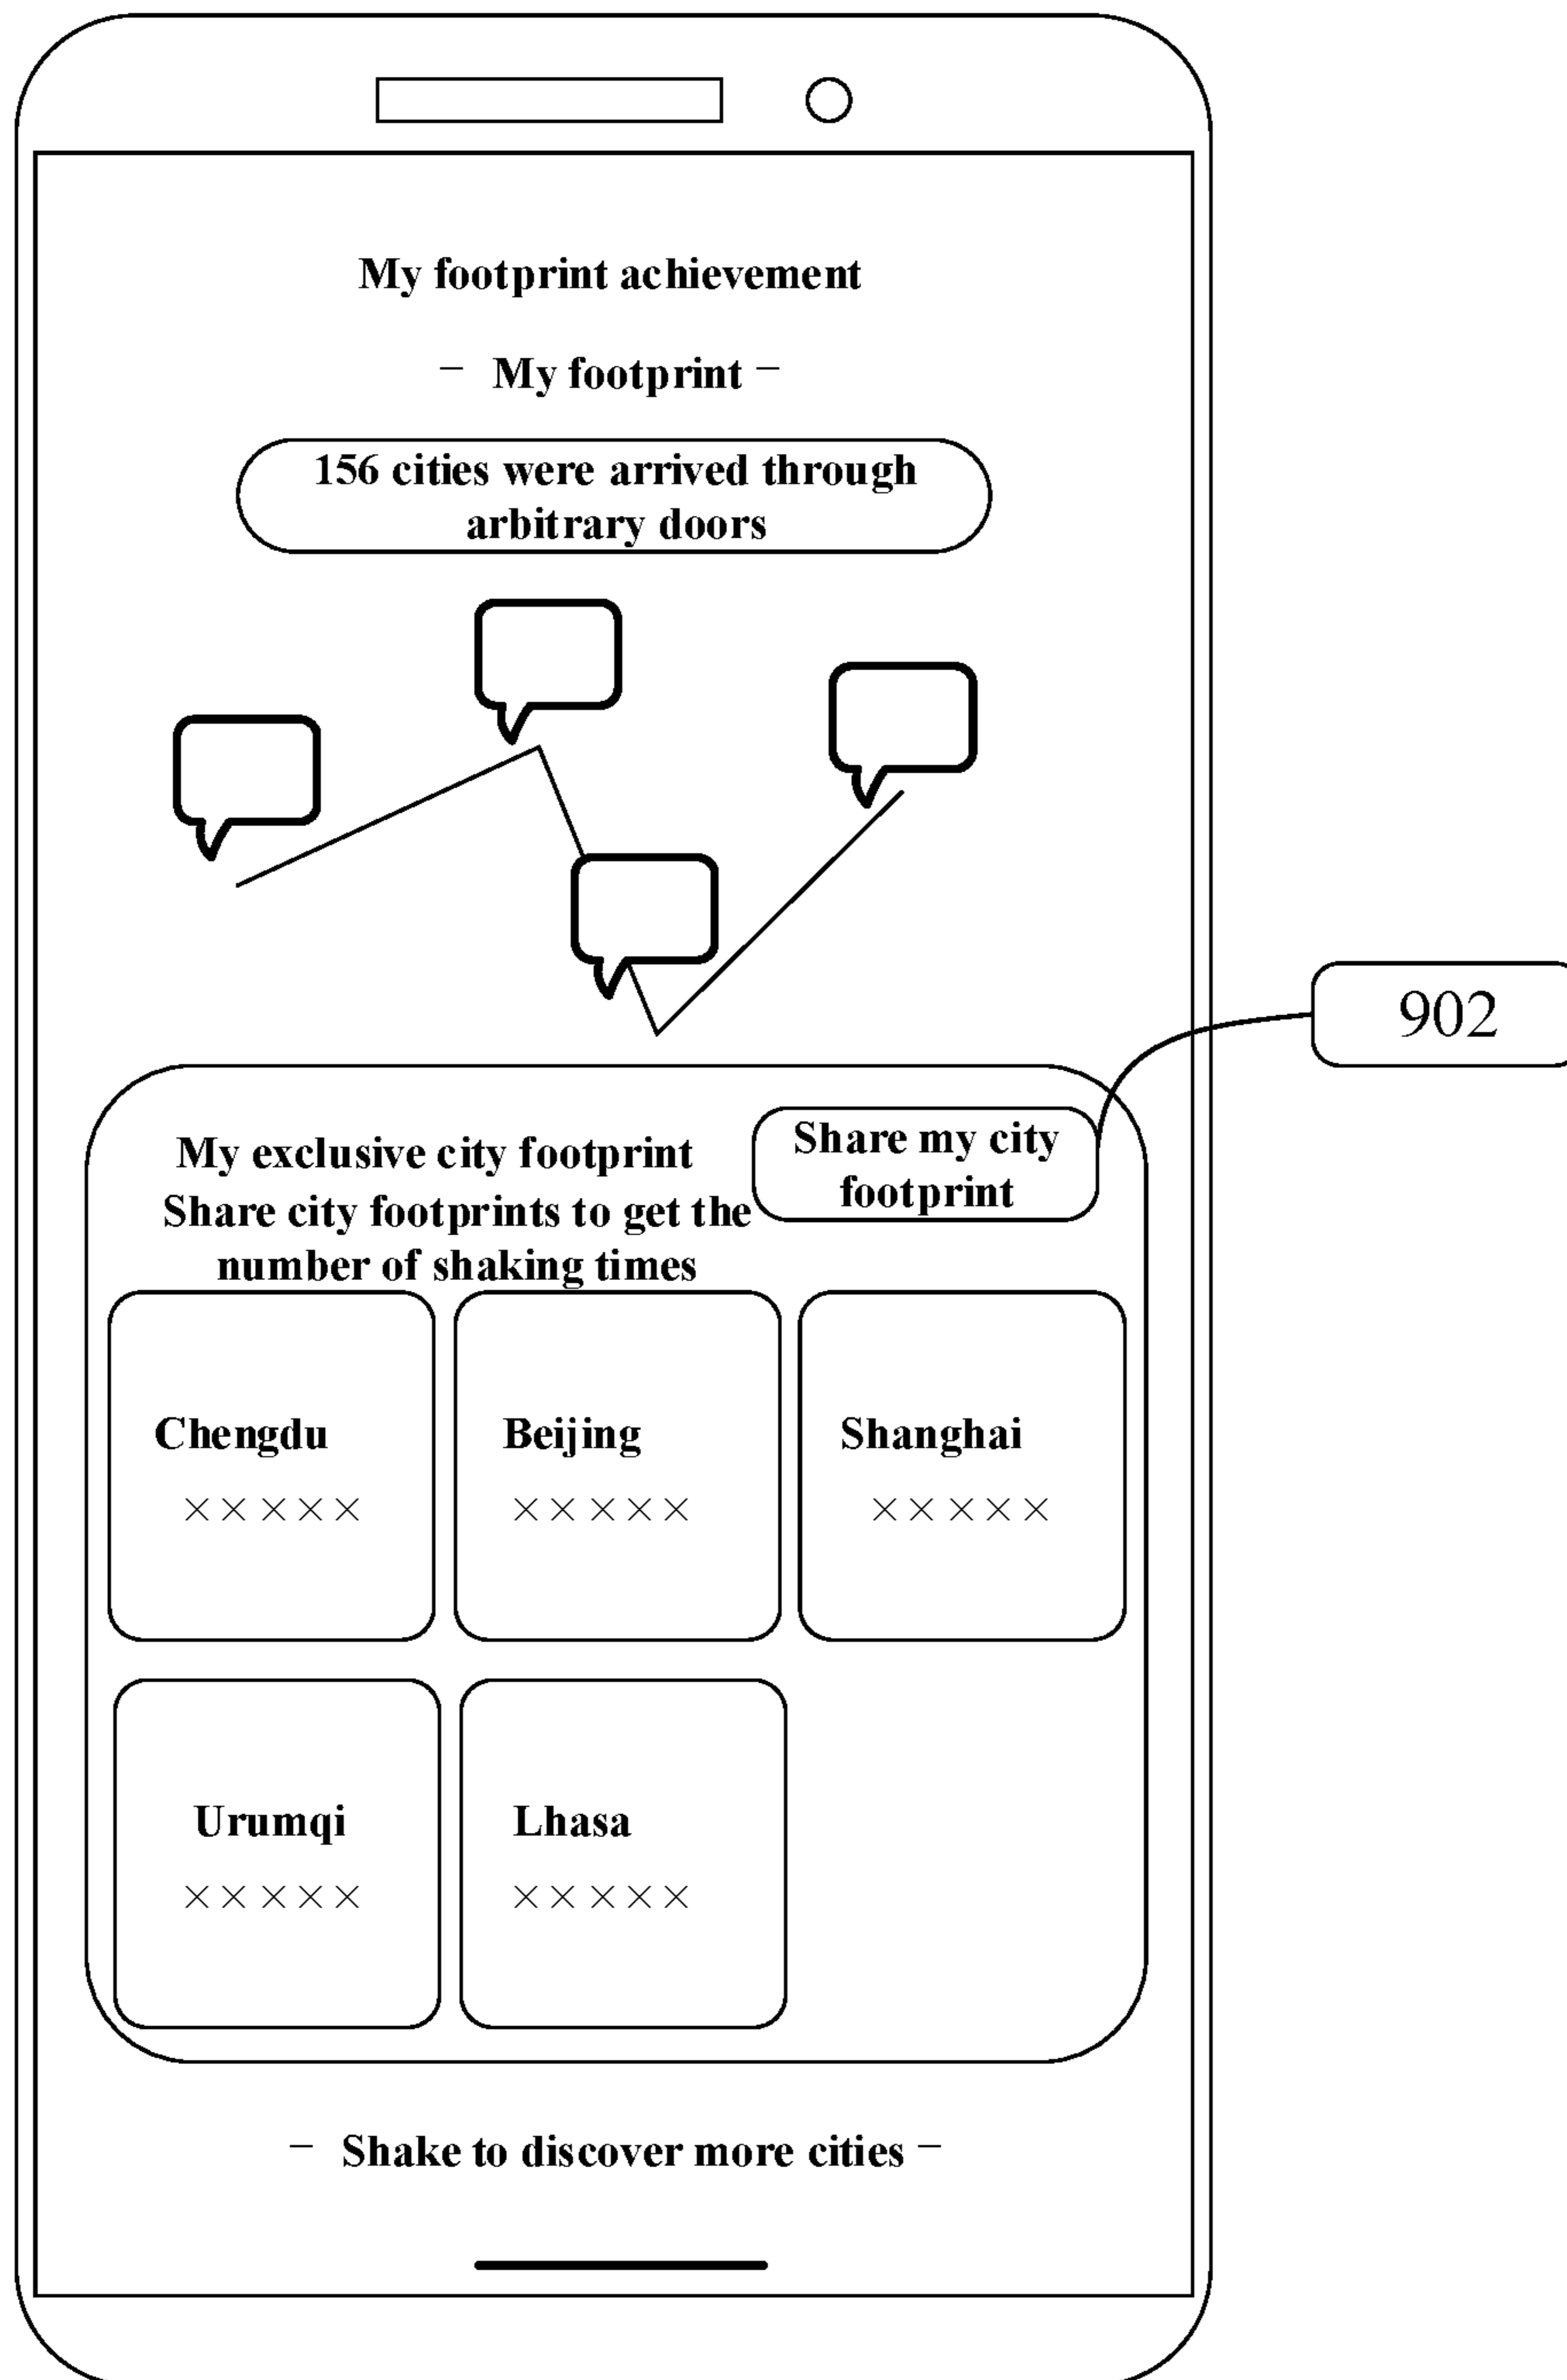 My footprint achievement
– My footprint –
156 cities were arrived through
arbitrary doors
902
My exclusive city footprint
Share my city
footprint
Share city footprints to get the
number of shaking times
Chengdu
×××××
Beijing
×××××
Shanghai
×××××
Urumqi
×××××
Lhasa
×××××
– Shake to discover more cities –